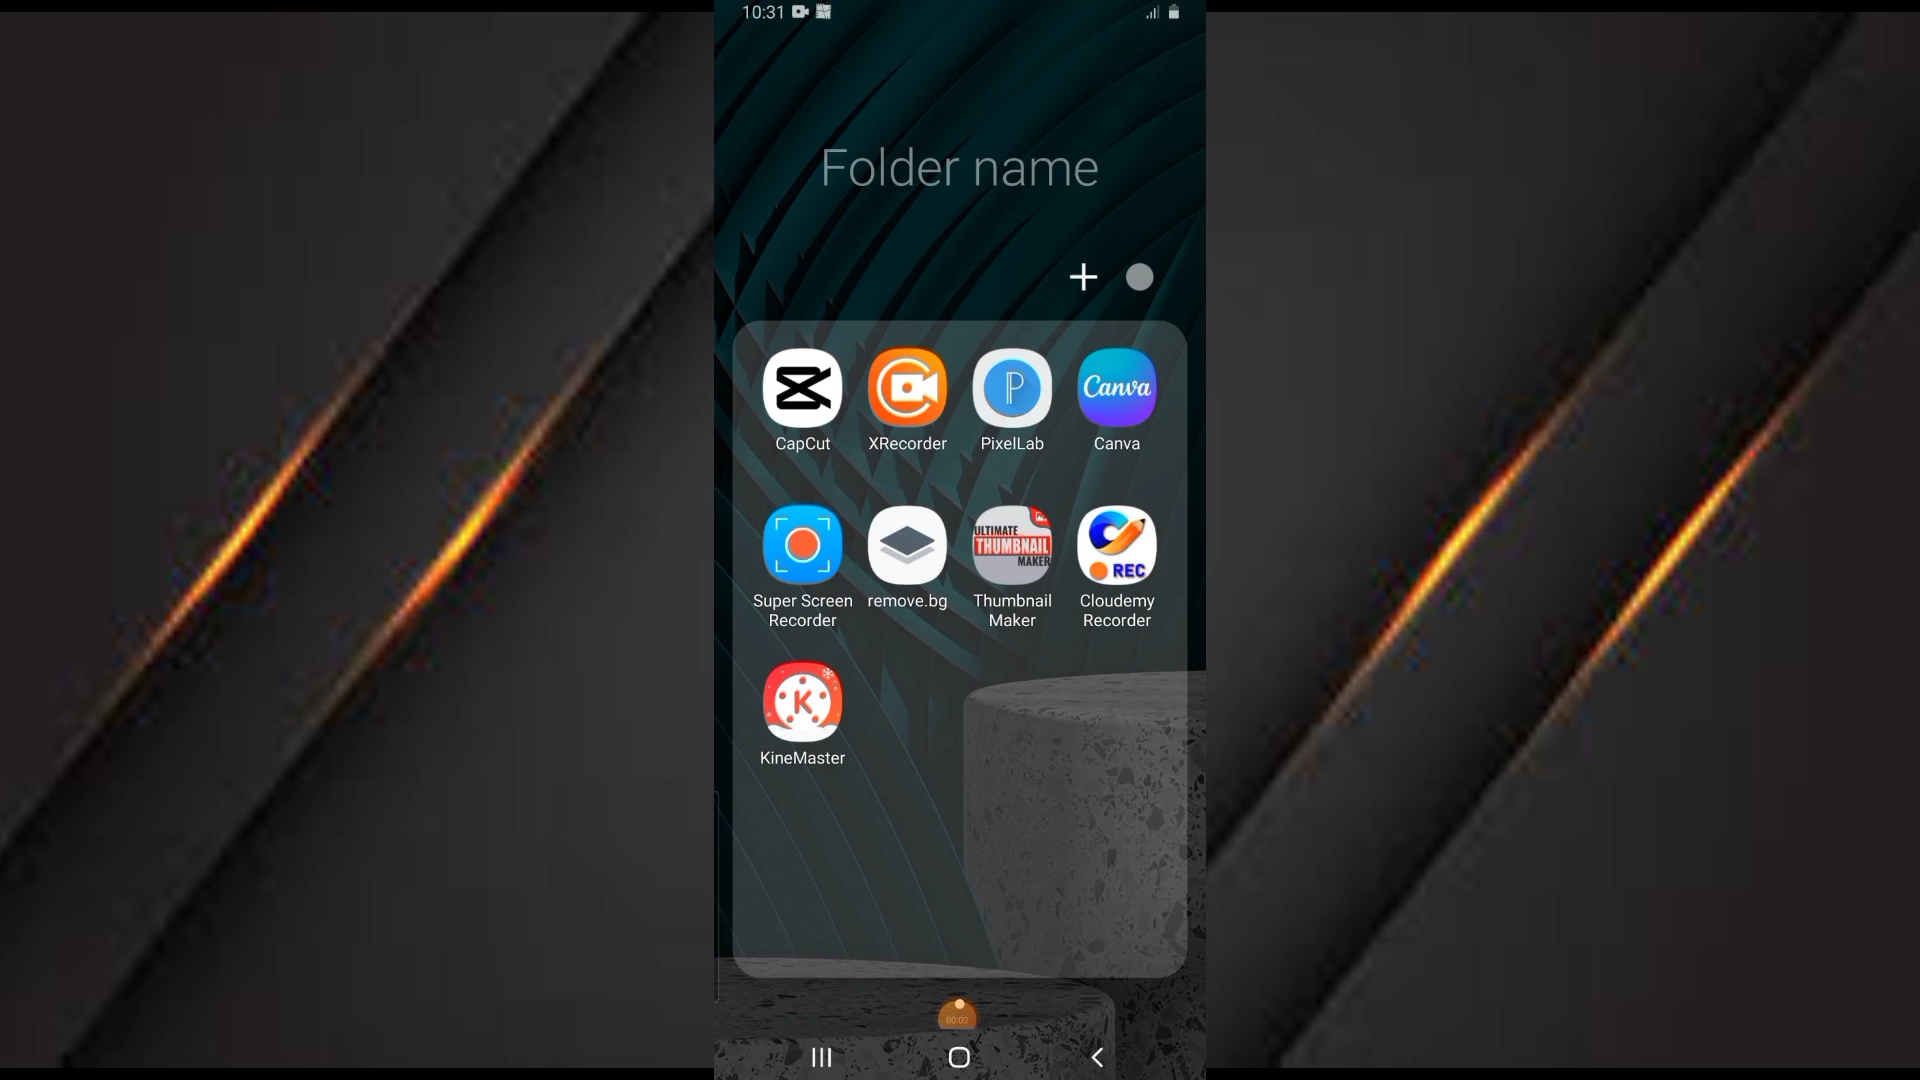 10:31
Folder name
Canva
CapCut XRecorder PixelLab Canva
ULTIMATE
THUMBNAIL
MAKER
REC
Super Screen Recorder
remove.bg
Thumbnail Maker
Cloudemy Recorder
K
KineMaster
00:02